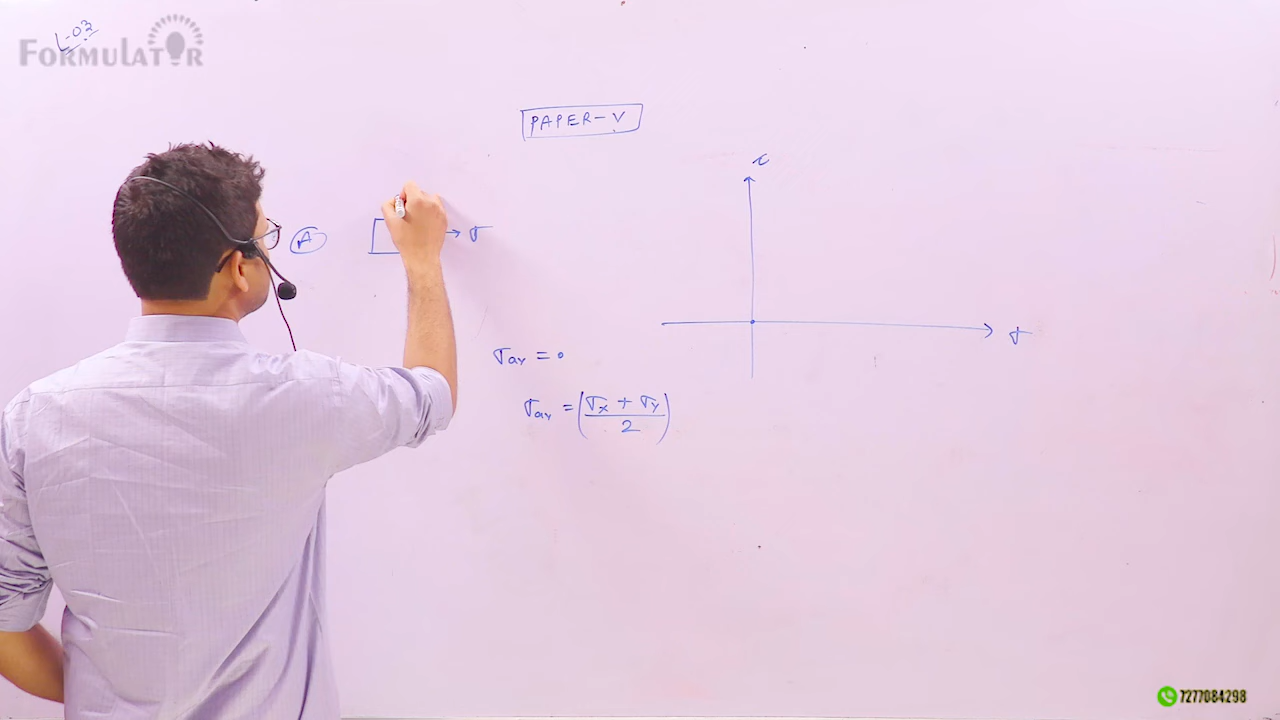 L-03
FORMULATOR
PAPER-V
τ
A
σ
σ
σav = 0
σav = (σx + σy / 2)
7277084298